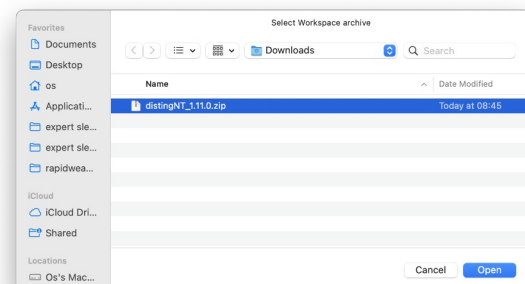 Select Workspace archive
Favorites
Documents
Desktop
os
Applicati...
expert sle...
expert sle...
rapidwea...
iCloud
iCloud Dri...
Shared
Locations
Os's Mac...
Downloads
Search
Name
Date Modified
distingNT_1.11.0.zip
Today at 08:45
Cancel
Open